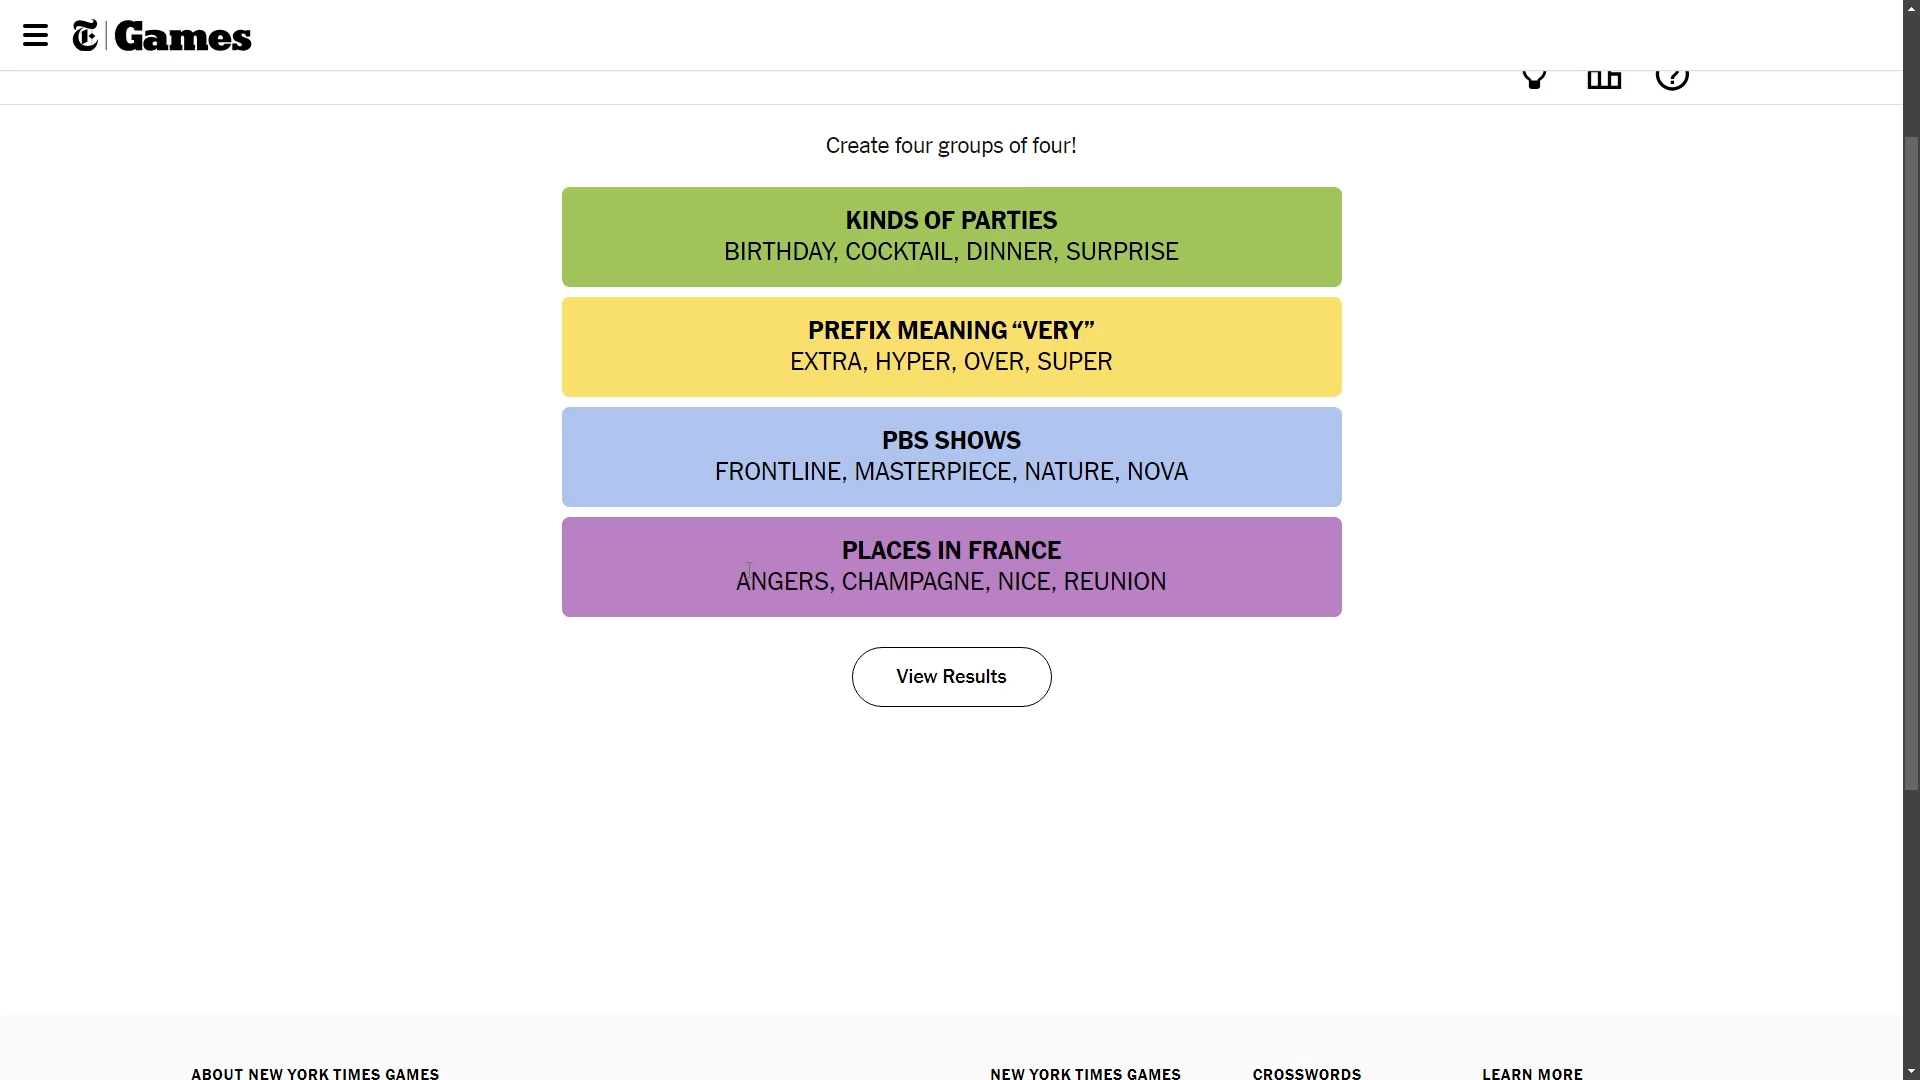 T Games
Create four groups of four!
KINDS OF PARTIES
BIRTHDAY, COCKTAIL, DINNER, SURPRISE
PREFIX MEANING “VERY”
EXTRA, HYPER, OVER, SUPER
PBS SHOWS
FRONTLINE, MASTERPIECE, NATURE, NOVA
PLACES IN FRANCE
ANGERS, CHAMPAGNE, NICE, REUNION
View Results
ABOUT NEW YORK TIMES GAMES
NEW YORK TIMES GAMES
CROSSWORDS
LEARN MORE